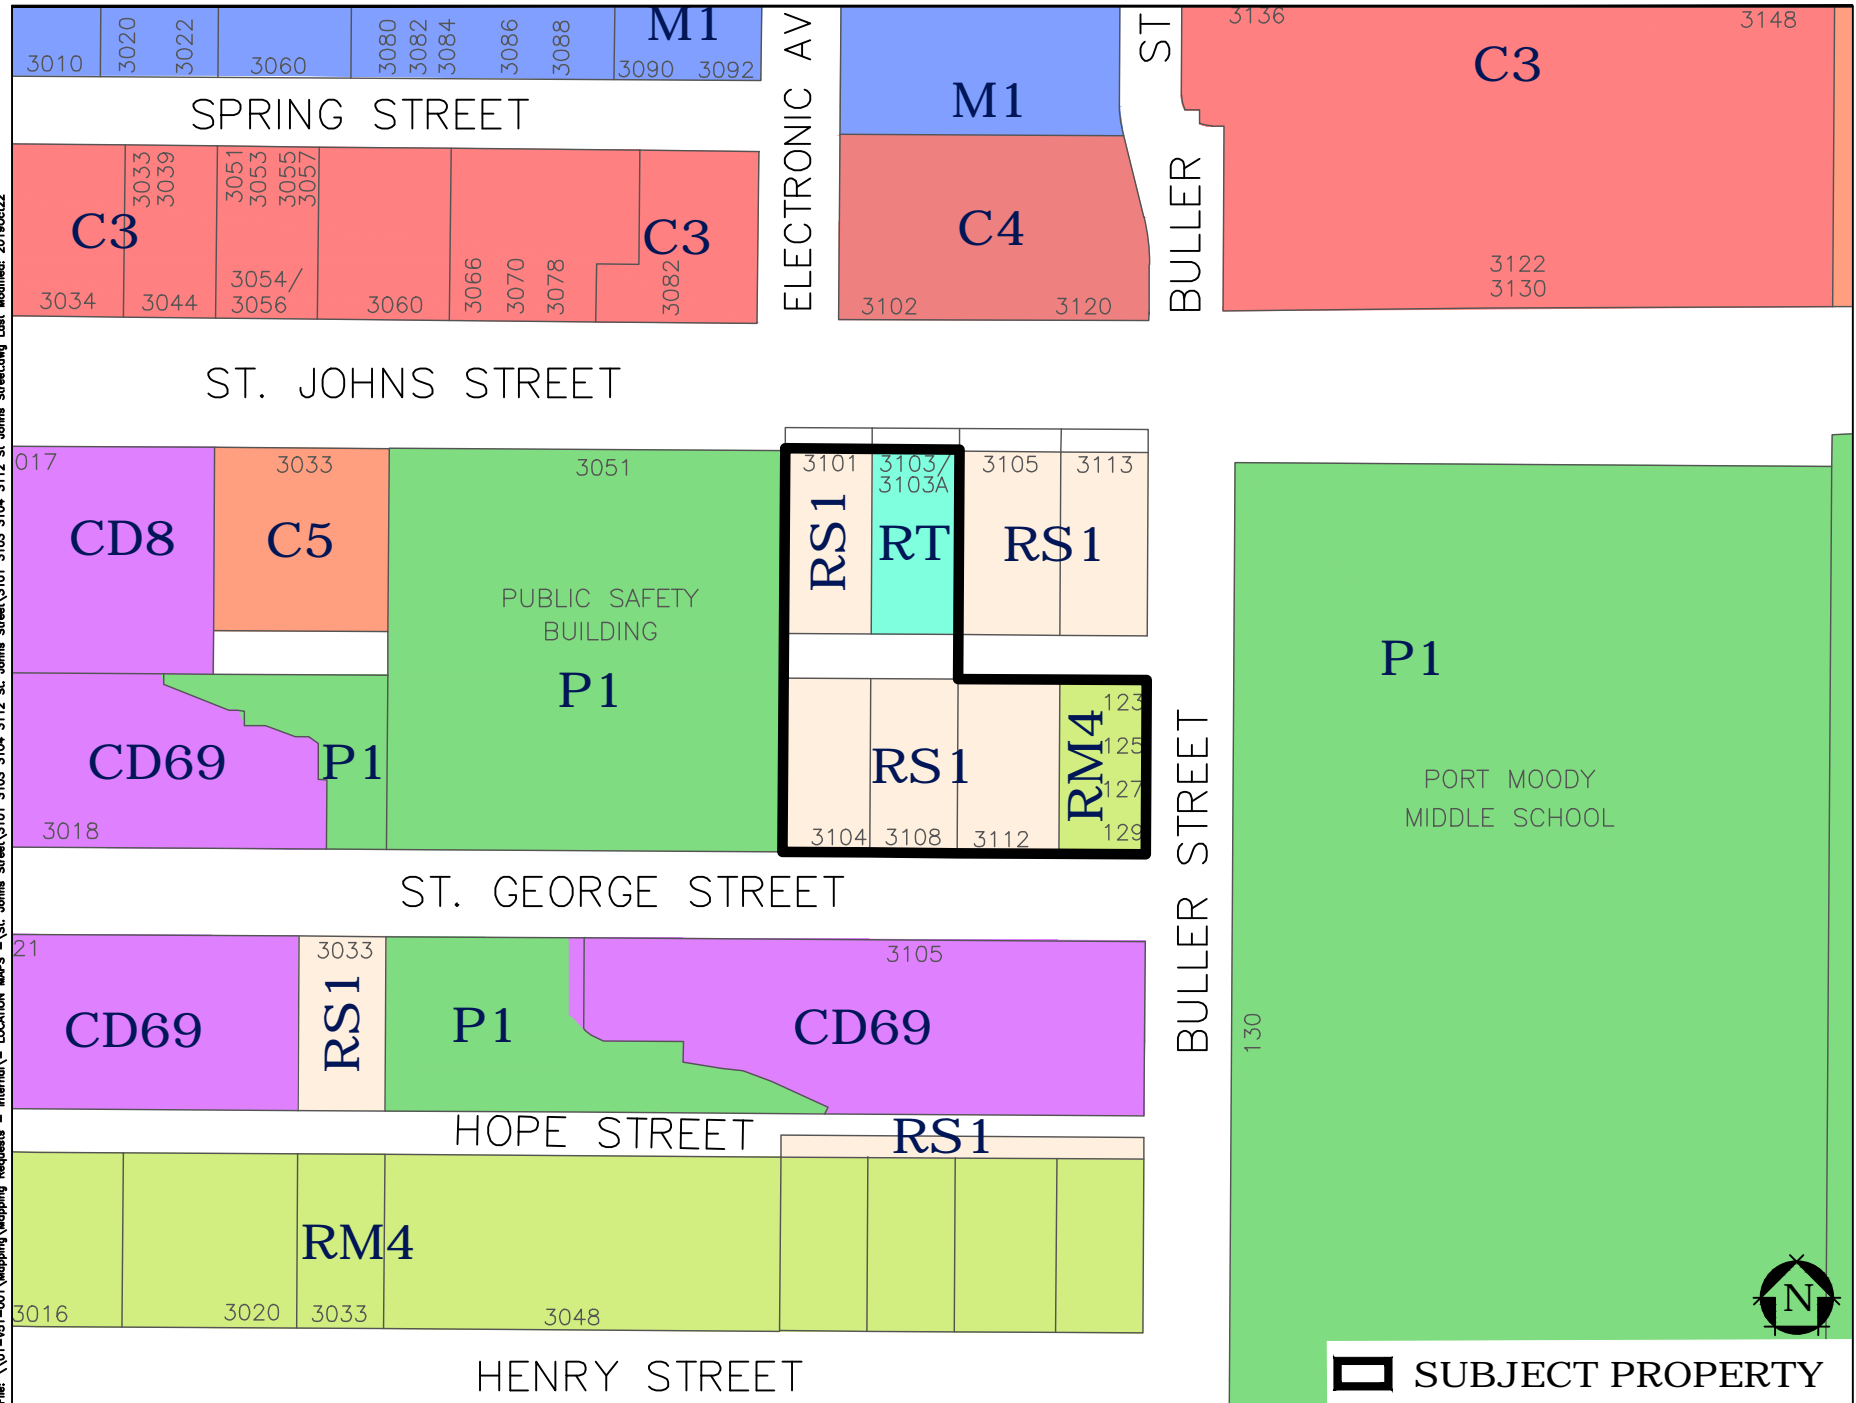 3010
3020
3022
3060
3080
3082
3084
3086
3088
M1
3090
3092
ELECTRONIC AV
M1
BULLER ST
3136
3148
C3
SPRING STREET
C3
3033
3039
3051
3053
3055
3057
C3
3034
3044
3054/
3056
3060
3066
3070
3078
3082
C4
3102
3120
3122
3130
ST. JOHNS STREET
017
CD8
3033
C5
3051
PUBLIC SAFETY
BUILDING
P1
3101
RS1
3103/
3103A
RT
3105
3113
RS1
P1
CD69
3018
P1
RS1
3104
3108
3112
RM4
123
125
127
129
PORT MOODY
MIDDLE SCHOOL
130
BULLER STREET
ST. GEORGE STREET
21
CD69
3033
RS1
P1
3105
CD69
HOPE STREET
RS1
RM4
3016
3020
3033
3048
HENRY STREET
N
SUBJECT PROPERTY